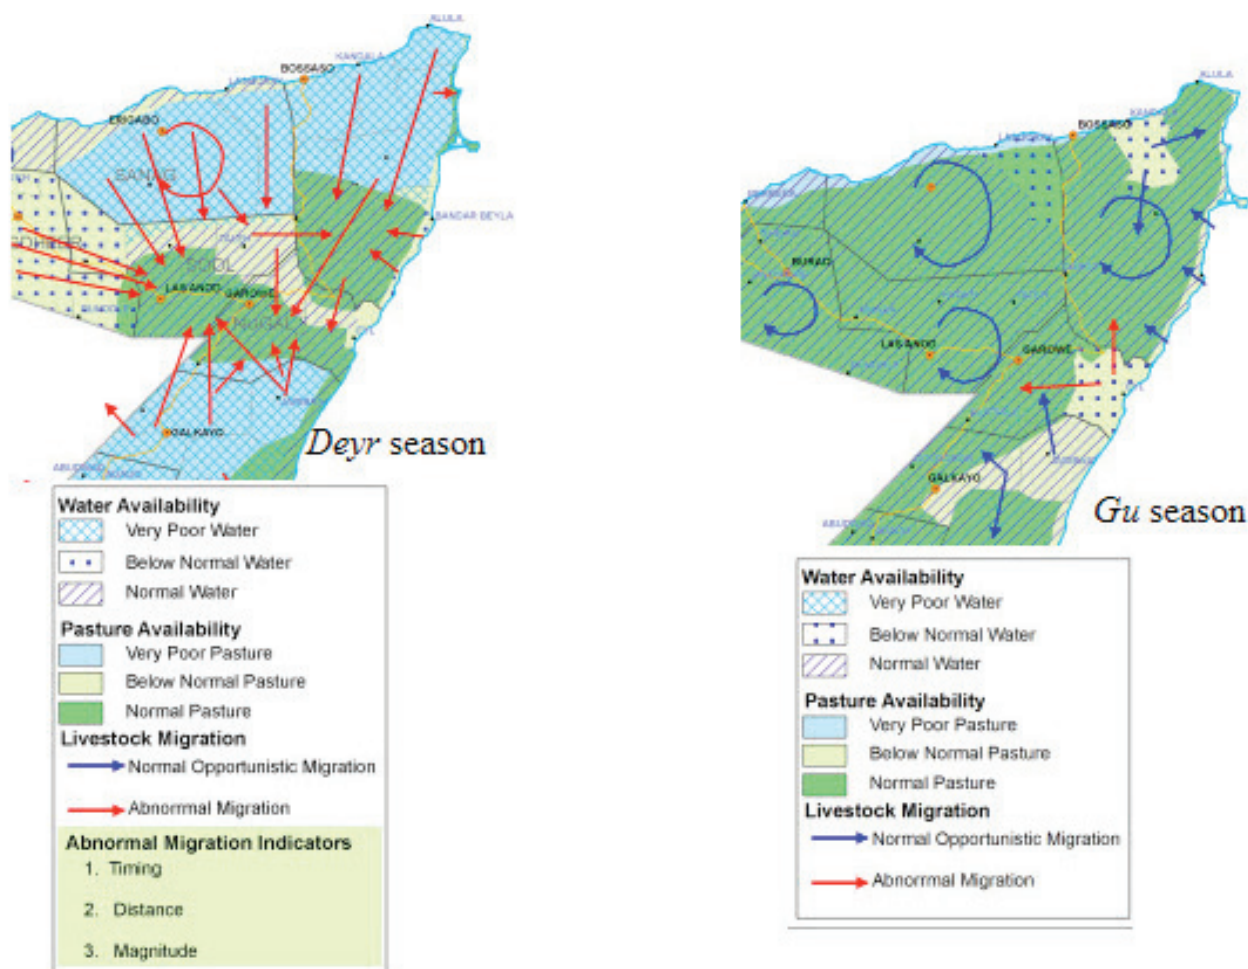 ALULA
KANDALA
BOSSASO
ERIGABO
SANAG
BANDAR BEYLA
SOOL
LAS'ANOD
GAROWE
NUGAL
GALKAYO
Deyr season
Water Availability
Very Poor Water
Below Normal Water
Normal Water
Pasture Availability
Very Poor Pasture
Below Normal Pasture
Normal Pasture
Livestock Migration
Normal Opportunistic Migration
Abnorrmal Migration
Abnormal Migration Indicators
1. Timing
2. Distance
3. Magnitude
ALULA
BOSSASO
BURAO
LAS'ANOD
GAROWE
GALKAYO
Gu season
Water Availability
Very Poor Water
Below Normal Water
Normal Water
Pasture Availability
Very Poor Pasture
Below Normal Pasture
Normal Pasture
Livestock Migration
Normal Opportunistic Migration
Abnorrmal Migration